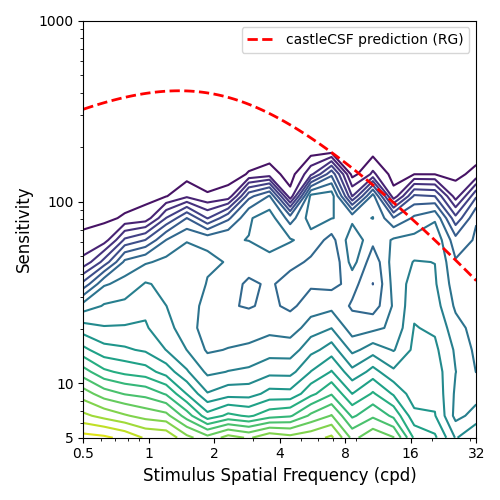 castleCSF prediction (RG)
1000
100
10
5
Sensitivity
0.5 1 2 4 8 16 32
Stimulus Spatial Frequency (cpd)